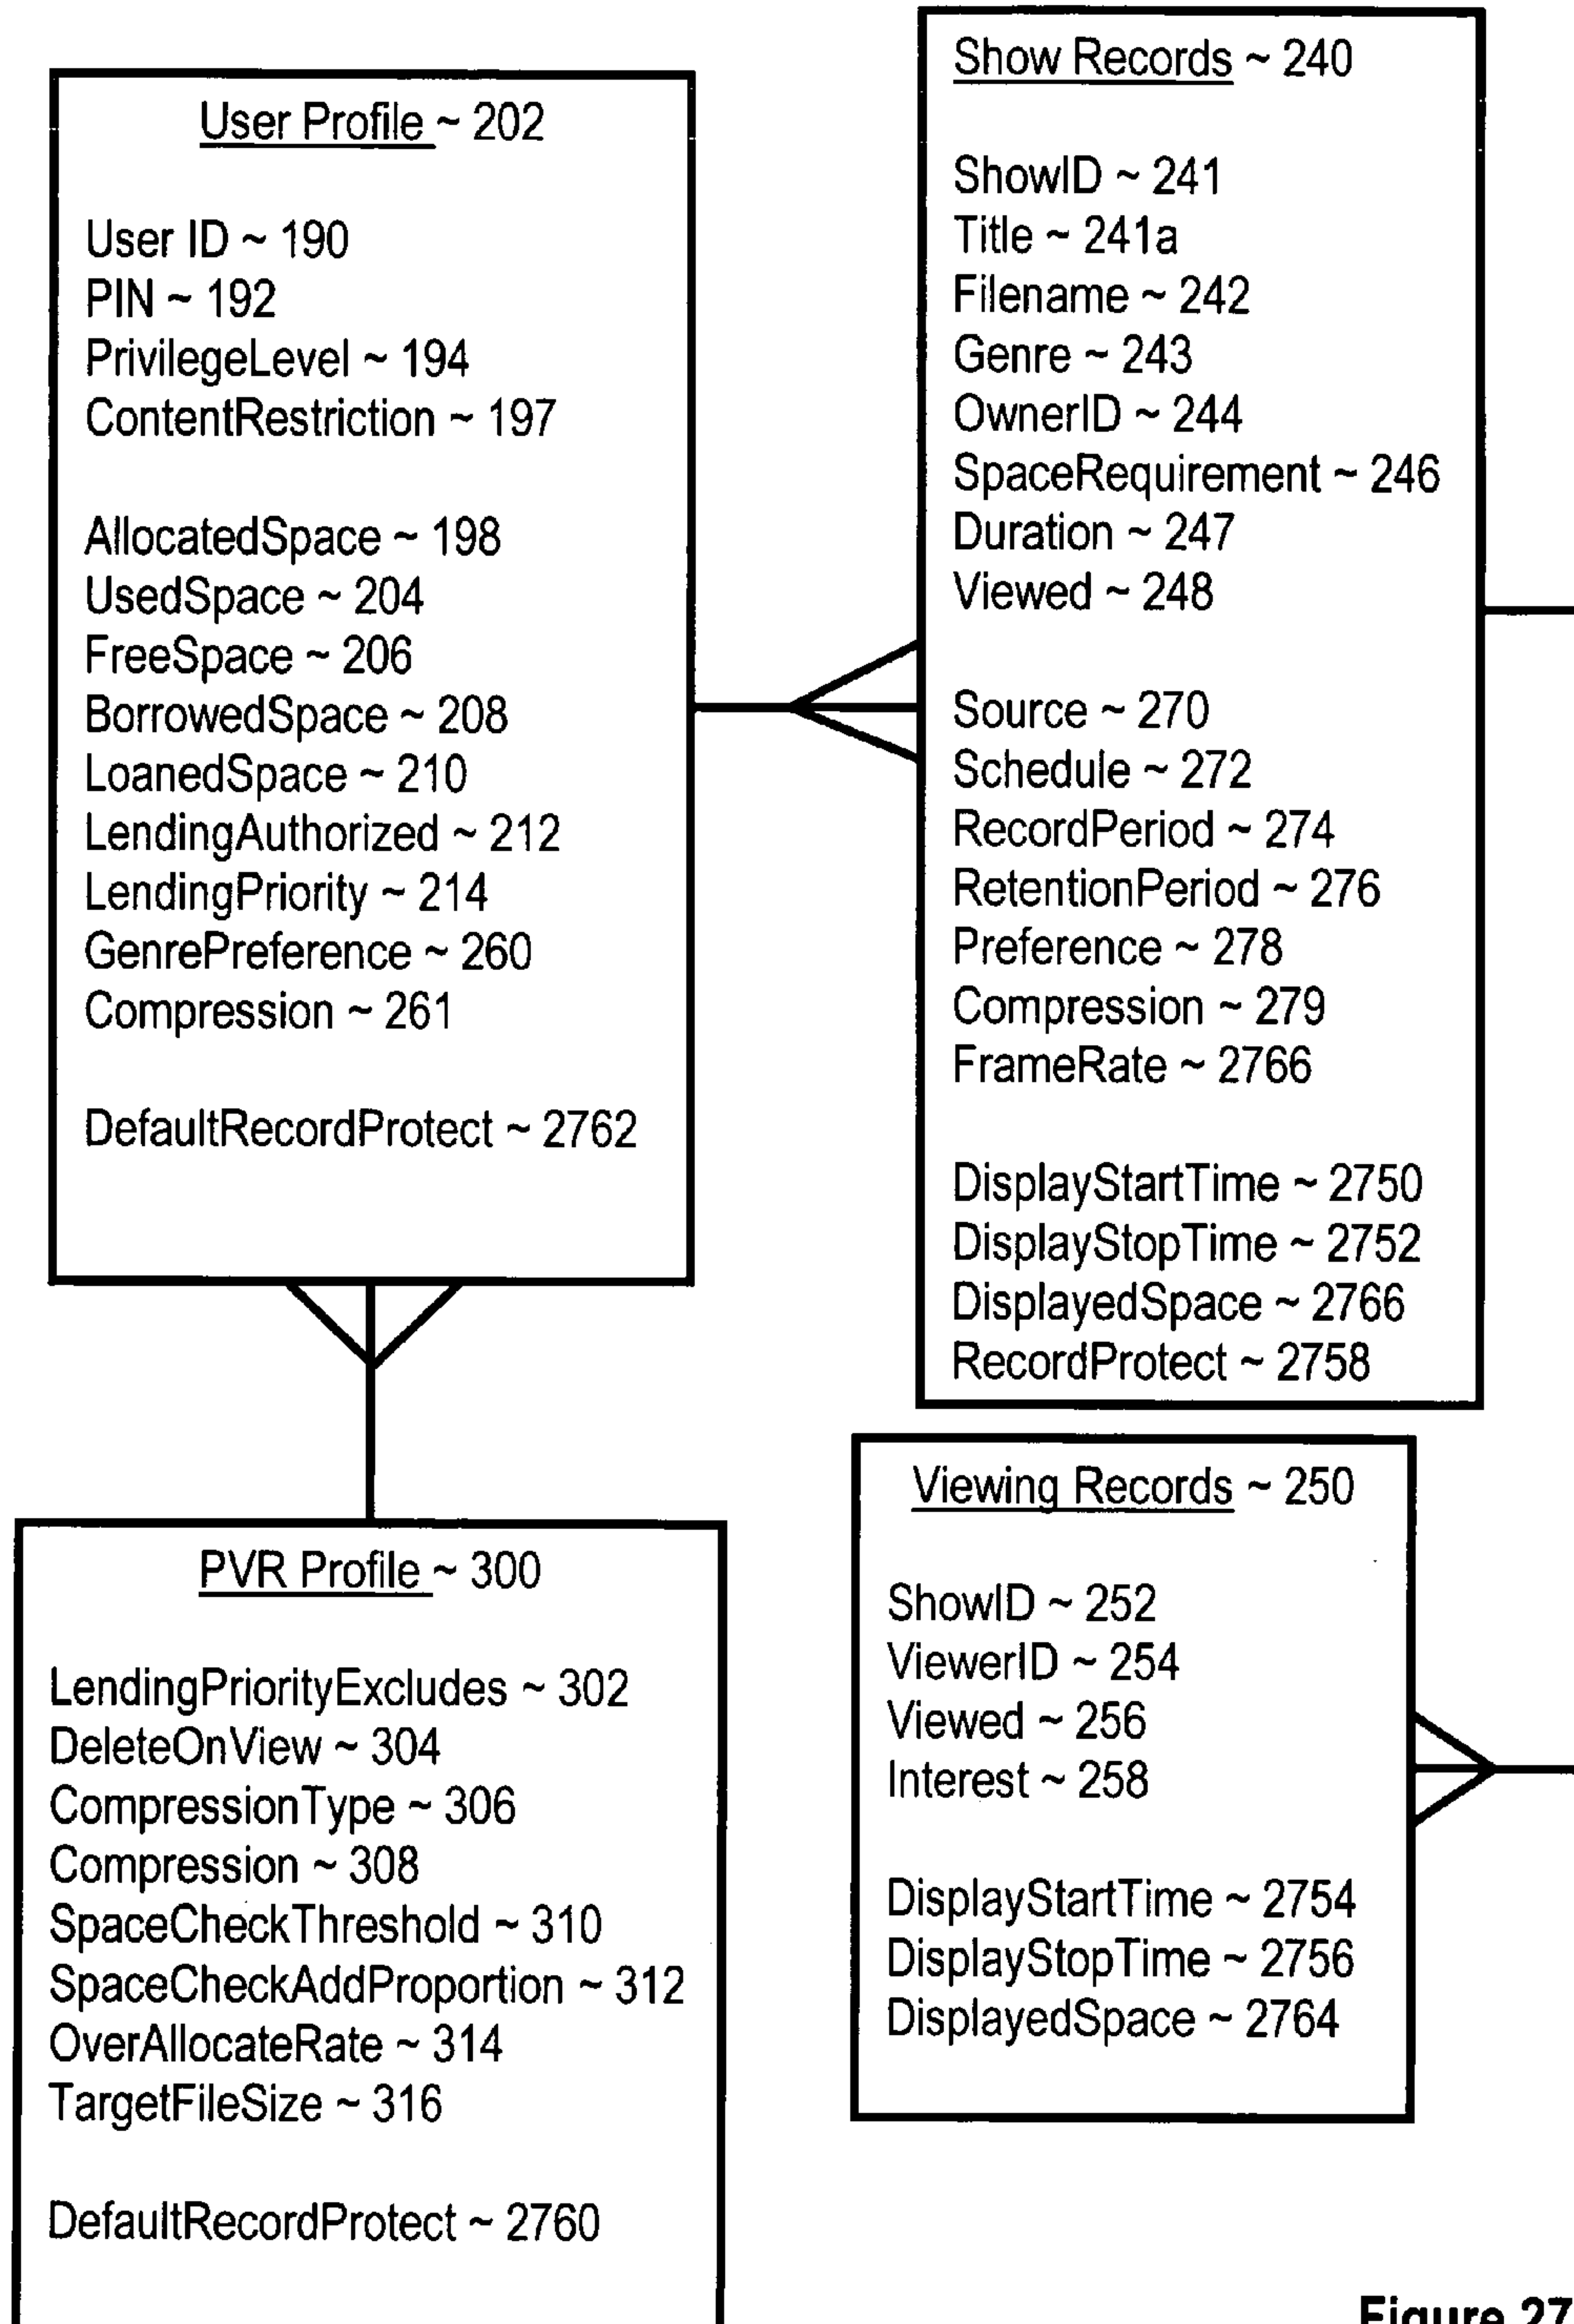 User Profile ~ 202
User ID ~ 190
PIN ~ 192
PrivilegeLevel ~ 194
ContentRestriction ~ 197
AllocatedSpace ~ 198
UsedSpace ~ 204
FreeSpace ~ 206
BorrowedSpace ~ 208
LoanedSpace ~ 210
LendingAuthorized ~ 212
LendingPriority ~ 214
GenrePreference ~ 260
Compression ~ 261
DefaultRecordProtect ~ 2762
Show Records ~ 240
ShowID ~ 241
Title ~ 241a
Filename ~ 242
Genre ~ 243
OwnerID ~ 244
SpaceRequirement ~ 246
Duration ~ 247
Viewed ~ 248
Source ~ 270
Schedule ~ 272
RecordPeriod ~ 274
RetentionPeriod ~ 276
Preference ~ 278
Compression ~ 279
FrameRate ~ 2766
DisplayStartTime ~ 2750
DisplayStopTime ~ 2752
DisplayedSpace ~ 2766
RecordProtect ~ 2758
PVR Profile ~ 300
LendingPriorityExcludes ~ 302
DeleteOnView ~ 304
CompressionType ~ 306
Compression ~ 308
SpaceCheckThreshold ~ 310
SpaceCheckAddProportion ~ 312
OverAllocateRate ~ 314
TargetFileSize ~ 316
DefaultRecordProtect ~ 2760
Viewing Records ~ 250
ShowID ~ 252
ViewerID ~ 254
Viewed ~ 256
Interest ~ 258
DisplayStartTime ~ 2754
DisplayStopTime ~ 2756
DisplayedSpace ~ 2764
Figure 27